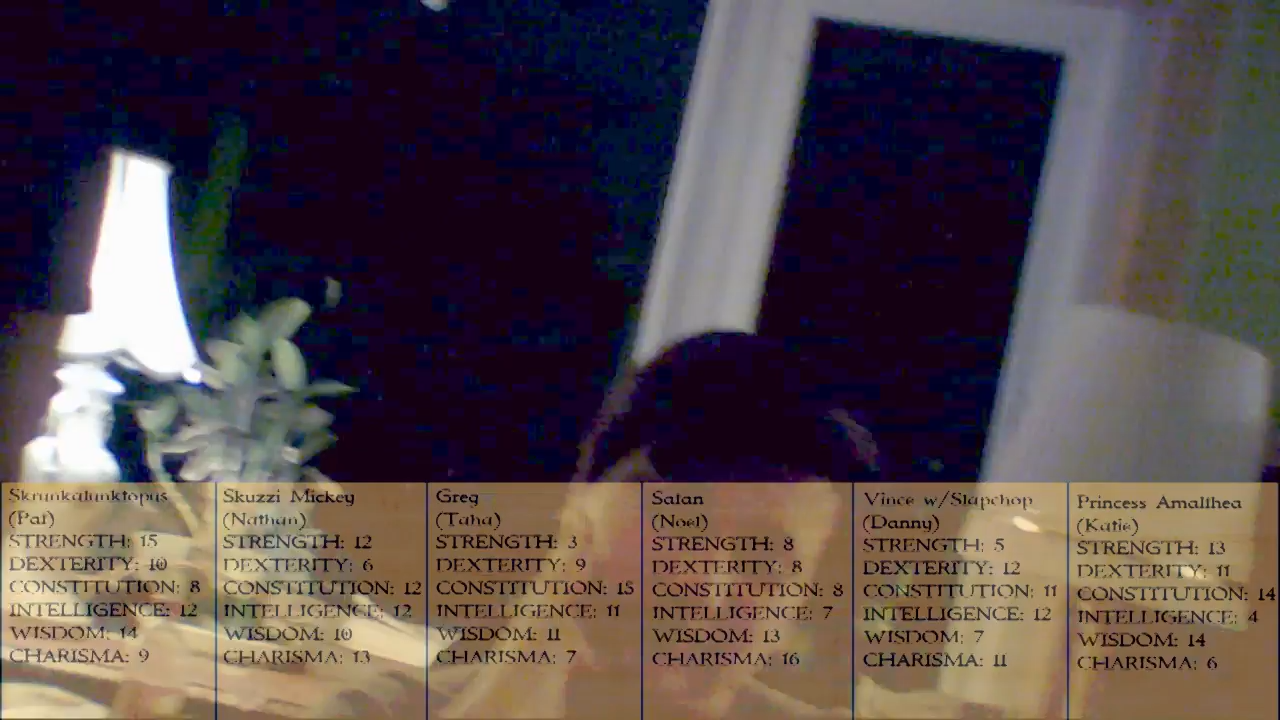 Skrunkalunktopus
(Pat)
STRENGTH: 15
DEXTERITY: 10
CONSTITUTION: 8
INTELLIGENCE: 12
WISDOM: 14
CHARISMA: 9
Skuzzi Mickey
(Nathan)
STRENGTH: 12
DEXTERITY: 6
CONSTITUTION: 12
INTELLIGENCE: 12
WISDOM: 10
CHARISMA: 13
Greg
(Taha)
STRENGTH: 3
DEXTERITY: 9
CONSTITUTION: 15
INTELLIGENCE: 11
WISDOM: 11
CHARISMA: 7
Satan
(Noel)
STRENGTH: 8
DEXTERITY: 8
CONSTITUTION: 8
INTELLIGENCE: 7
WISDOM: 13
CHARISMA: 16
Vince w/Slapchop
(Danny)
STRENGTH: 5
DEXTERITY: 12
CONSTITUTION: 11
INTELLIGENCE: 12
WISDOM: 7
CHARISMA: 11
Princess Amalthea
(Katie)
STRENGTH: 13
DEXTERITY: 11
CONSTITUTION: 14
INTELLIGENCE: 4
WISDOM: 14
CHARISMA: 6